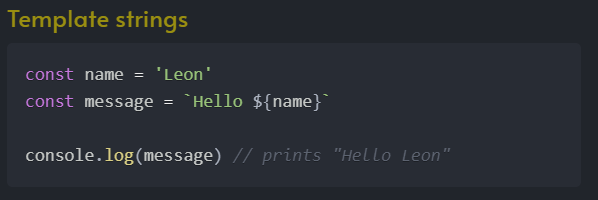 Template strings
const name = 'Leon'
const message = `Hello ${name}`
console.log(message) // prints "Hello Leon"